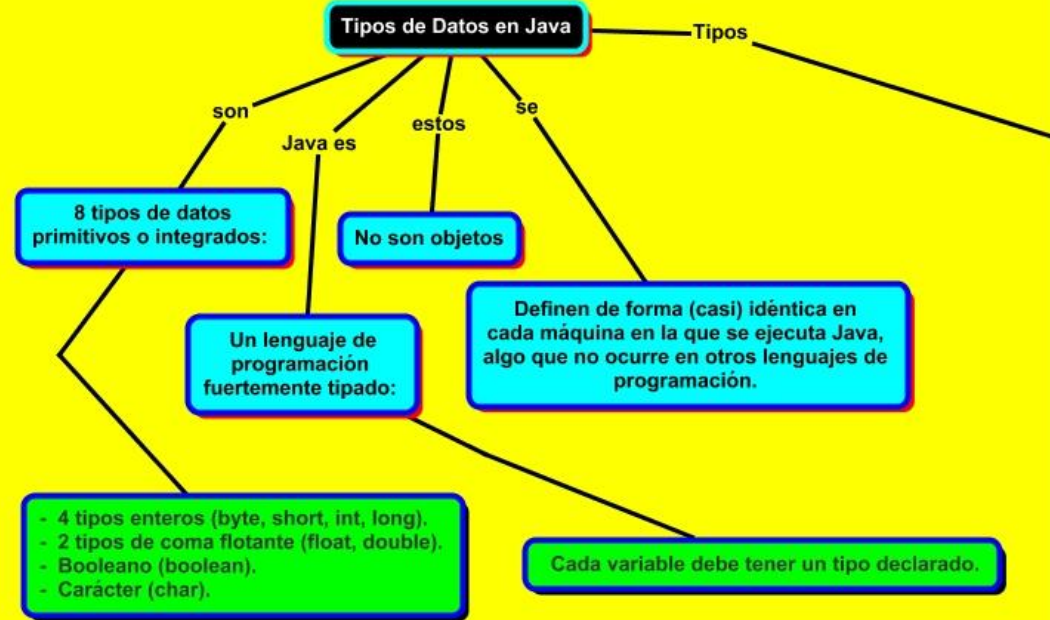 Tipos de Datos en Java
Tipos
son
Java es
estos
se
8 tipos de datos
primitivos o integrados:
No son objetos
Un lenguaje de
programación
fuertemente tipado:
Definen de forma (casi) idéntica en
cada máquina en la que se ejecuta Java,
algo que no ocurre en otros lenguajes de
programación.
- 4 tipos enteros (byte, short, int, long).
- 2 tipos de coma flotante (float, double).
- Booleano (boolean).
- Carácter (char).
Cada variable debe tener un tipo declarado.